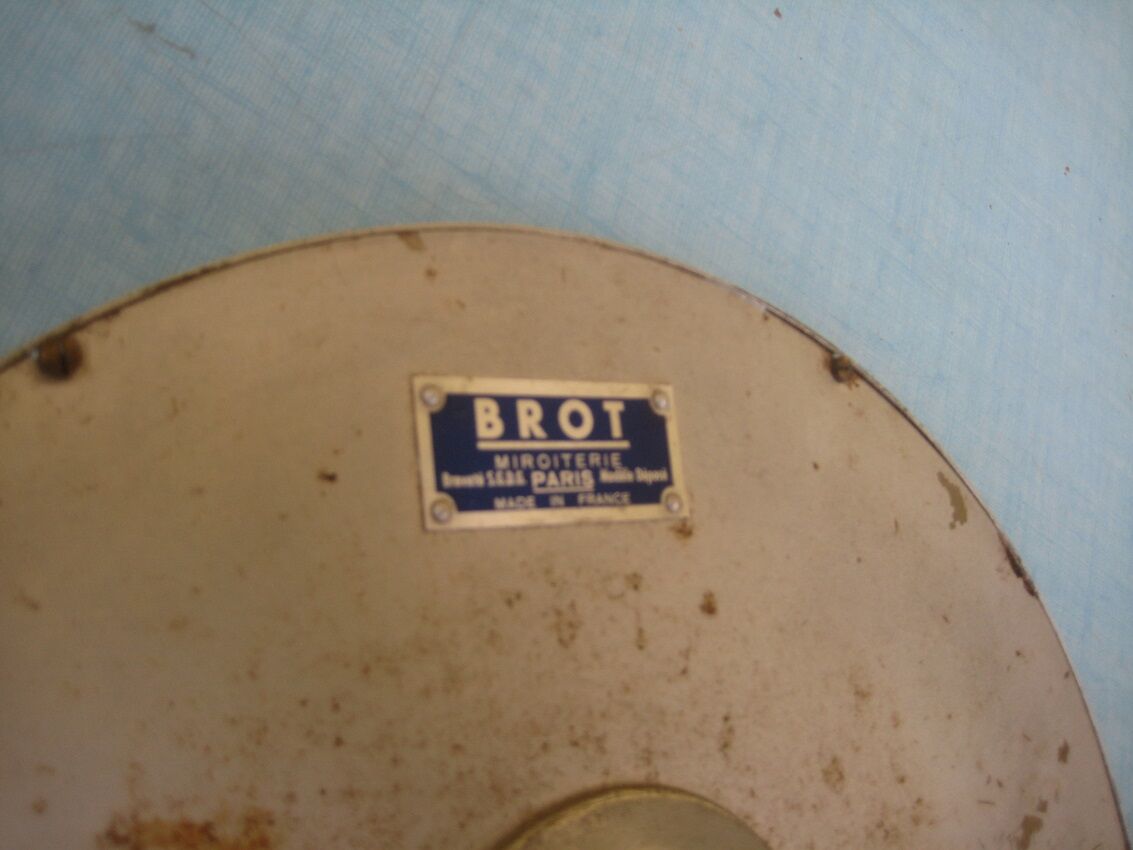 BROT
MIROITERIE
Breveté S.G.D.G. PARIS Modèle Déposé
MADE IN FRANCE